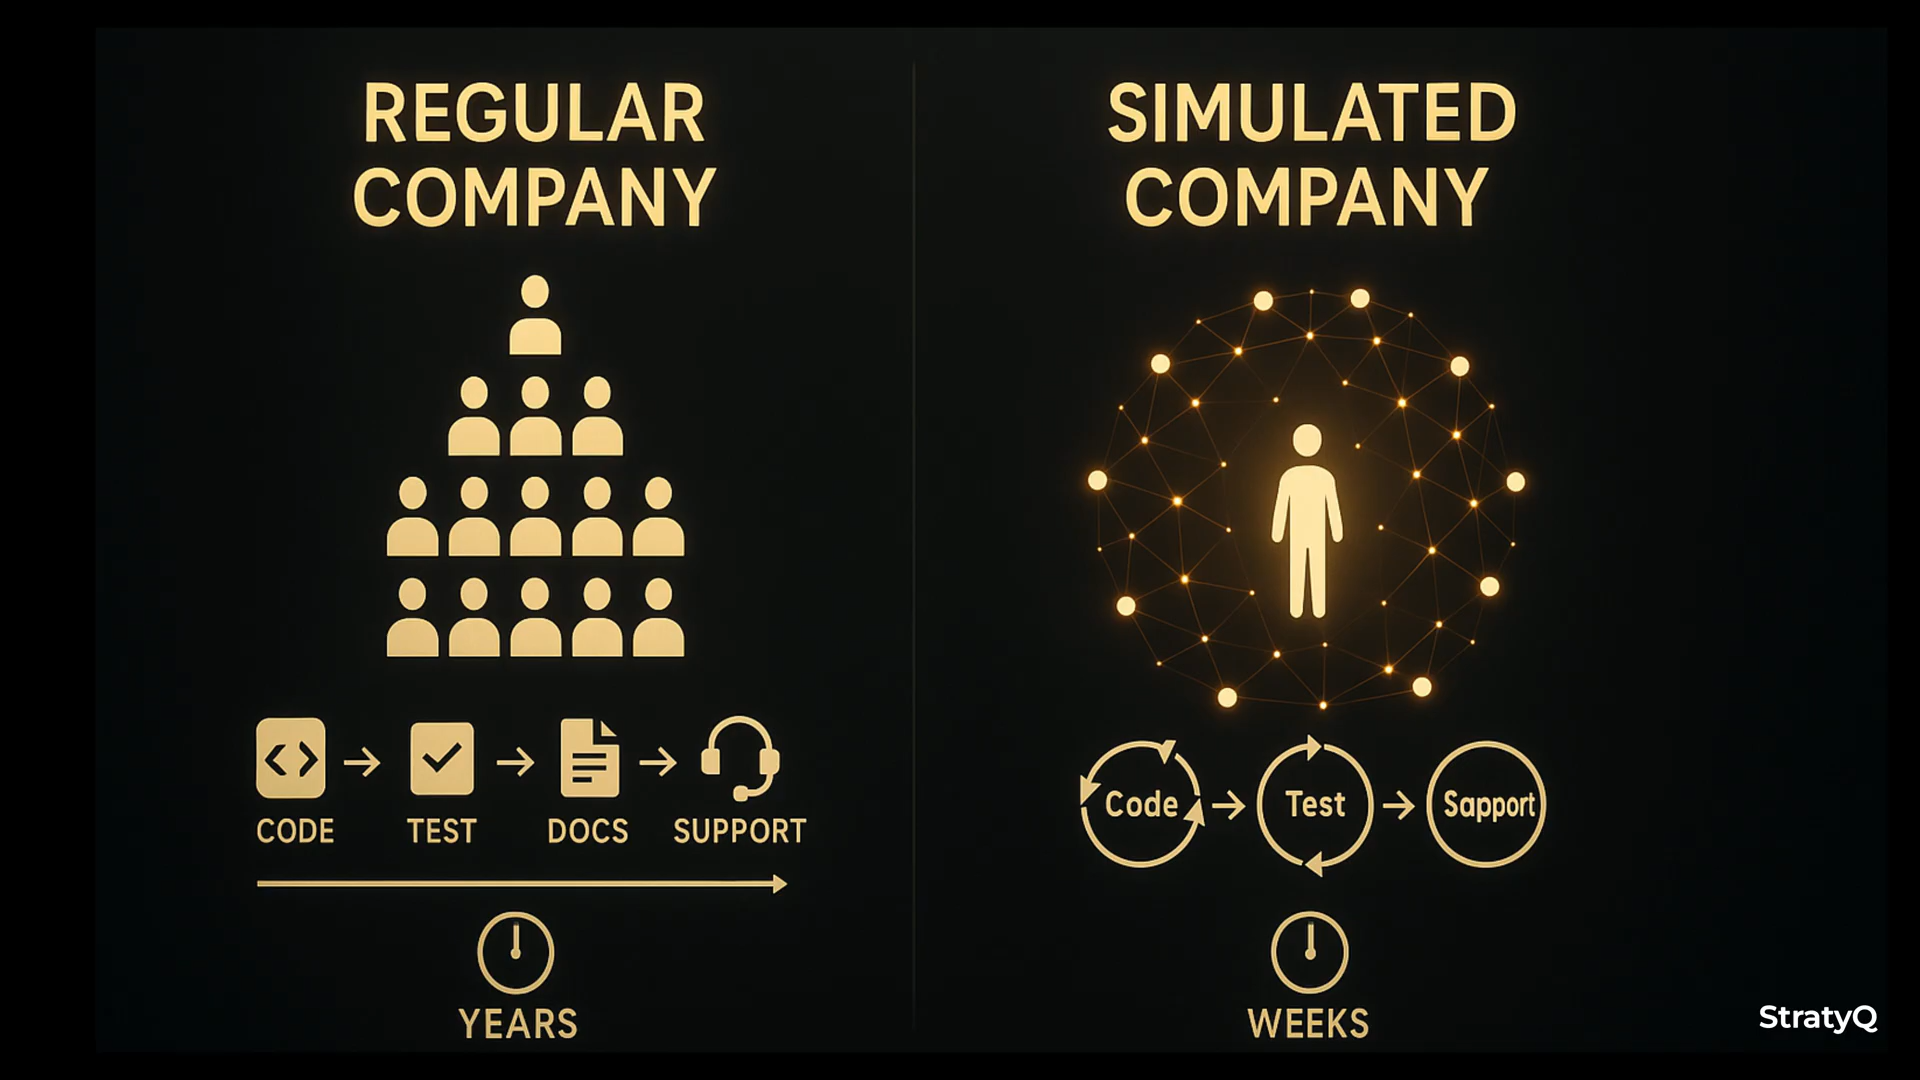 REGULAR
COMPANY
CODE
TEST
DOCS
SUPPORT
YEARS
SIMULATED
COMPANY
Code
Test
Sapport
WEEKS
StratyQ